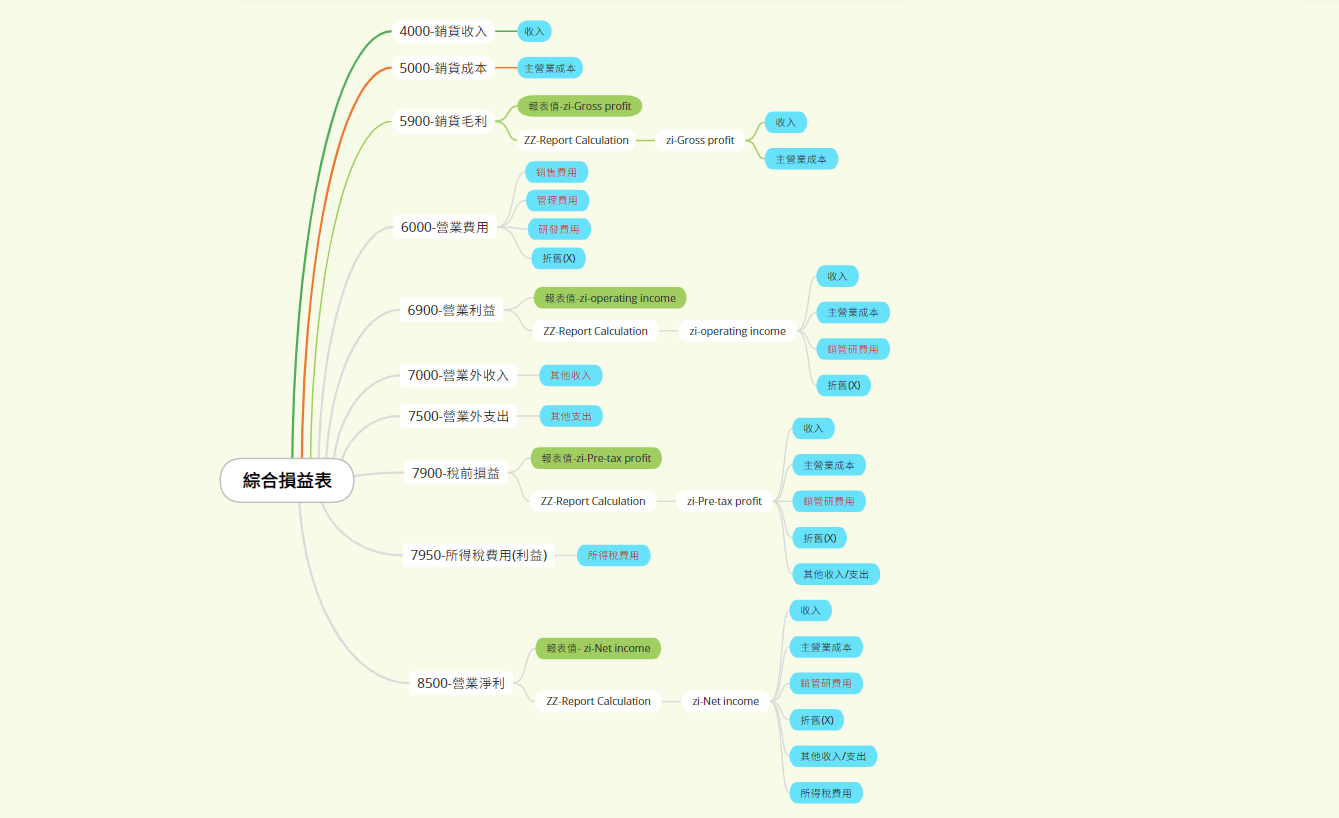 綜合損益表
4000-銷貨收入
收入
5000-銷貨成本
主營業成本
5900-銷貨毛利
報表值-zi-Gross profit
ZZ-Report Calculation
zi-Gross profit
收入
主營業成本
6000-營業費用
銷售費用
管理費用
研發費用
折舊(X)
6900-營業利益
報表值-zi-operating income
ZZ-Report Calculation
zi-operating income
收入
主營業成本
銷管研費用
折舊(X)
7000-營業外收入
其他收入
7500-營業外支出
其他支出
7900-稅前損益
報表值-zi-Pre-tax profit
ZZ-Report Calculation
zi-Pre-tax profit
收入
主營業成本
銷管研費用
折舊(X)
其他收入/支出
7950-所得稅費用(利益)
所得稅費用
8500-營業淨利
報表值- zi-Net income
ZZ-Report Calculation
zi-Net income
收入
主營業成本
銷管研費用
折舊(X)
其他收入/支出
所得稅費用